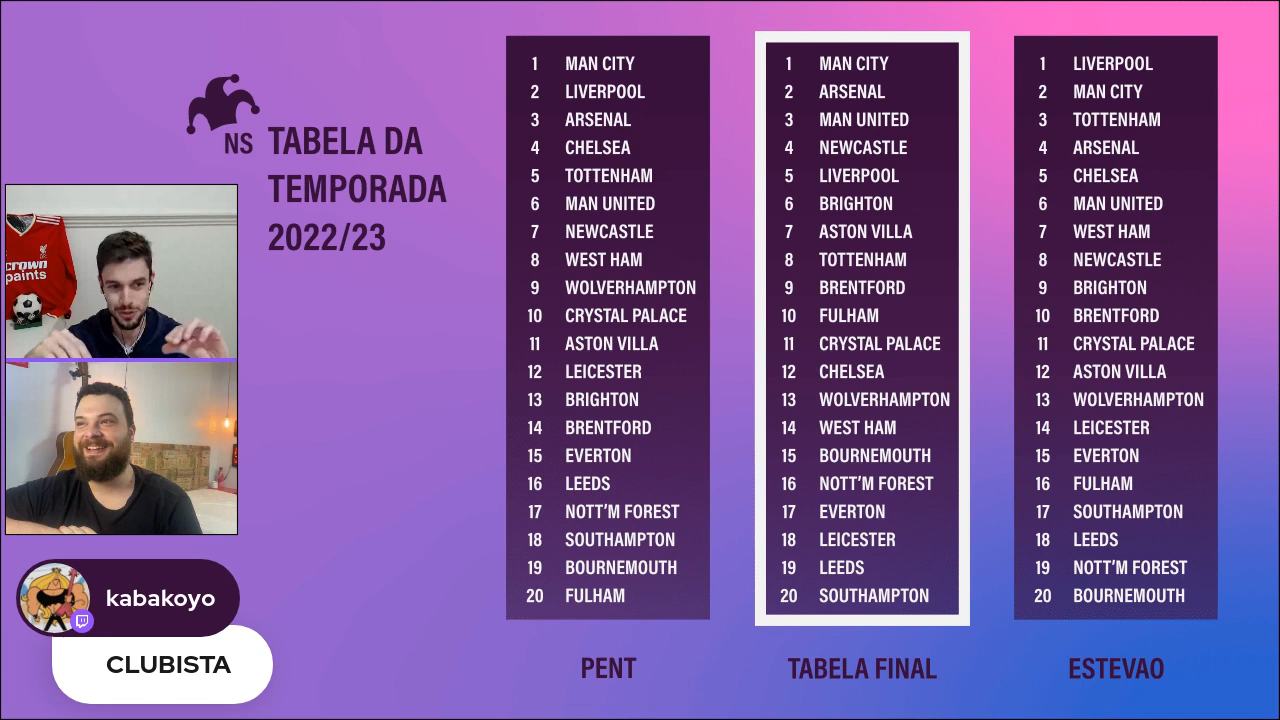 NS
TABELA DA
TEMPORADA
2022/23
crown
paints
kabakoyo
CLUBISTA
1 MAN CITY
2 LIVERPOOL
3 ARSENAL
4 CHELSEA
5 TOTTENHAM
6 MAN UNITED
7 NEWCASTLE
8 WEST HAM
9 WOLVERHAMPTON
10 CRYSTAL PALACE
11 ASTON VILLA
12 LEICESTER
13 BRIGHTON
14 BRENTFORD
15 EVERTON
16 LEEDS
17 NOTT'M FOREST
18 SOUTHAMPTON
19 BOURNEMOUTH
20 FULHAM
PENT
1 MAN CITY
2 ARSENAL
3 MAN UNITED
4 NEWCASTLE
5 LIVERPOOL
6 BRIGHTON
7 ASTON VILLA
8 TOTTENHAM
9 BRENTFORD
10 FULHAM
11 CRYSTAL PALACE
12 CHELSEA
13 WOLVERHAMPTON
14 WEST HAM
15 BOURNEMOUTH
16 NOTT'M FOREST
17 EVERTON
18 LEICESTER
19 LEEDS
20 SOUTHAMPTON
TABELA FINAL
1 LIVERPOOL
2 MAN CITY
3 TOTTENHAM
4 ARSENAL
5 CHELSEA
6 MAN UNITED
7 WEST HAM
8 NEWCASTLE
9 BRIGHTON
10 BRENTFORD
11 CRYSTAL PALACE
12 ASTON VILLA
13 WOLVERHAMPTON
14 LEICESTER
15 EVERTON
16 FULHAM
17 SOUTHAMPTON
18 LEEDS
19 NOTT'M FOREST
20 BOURNEMOUTH
ESTEVAO